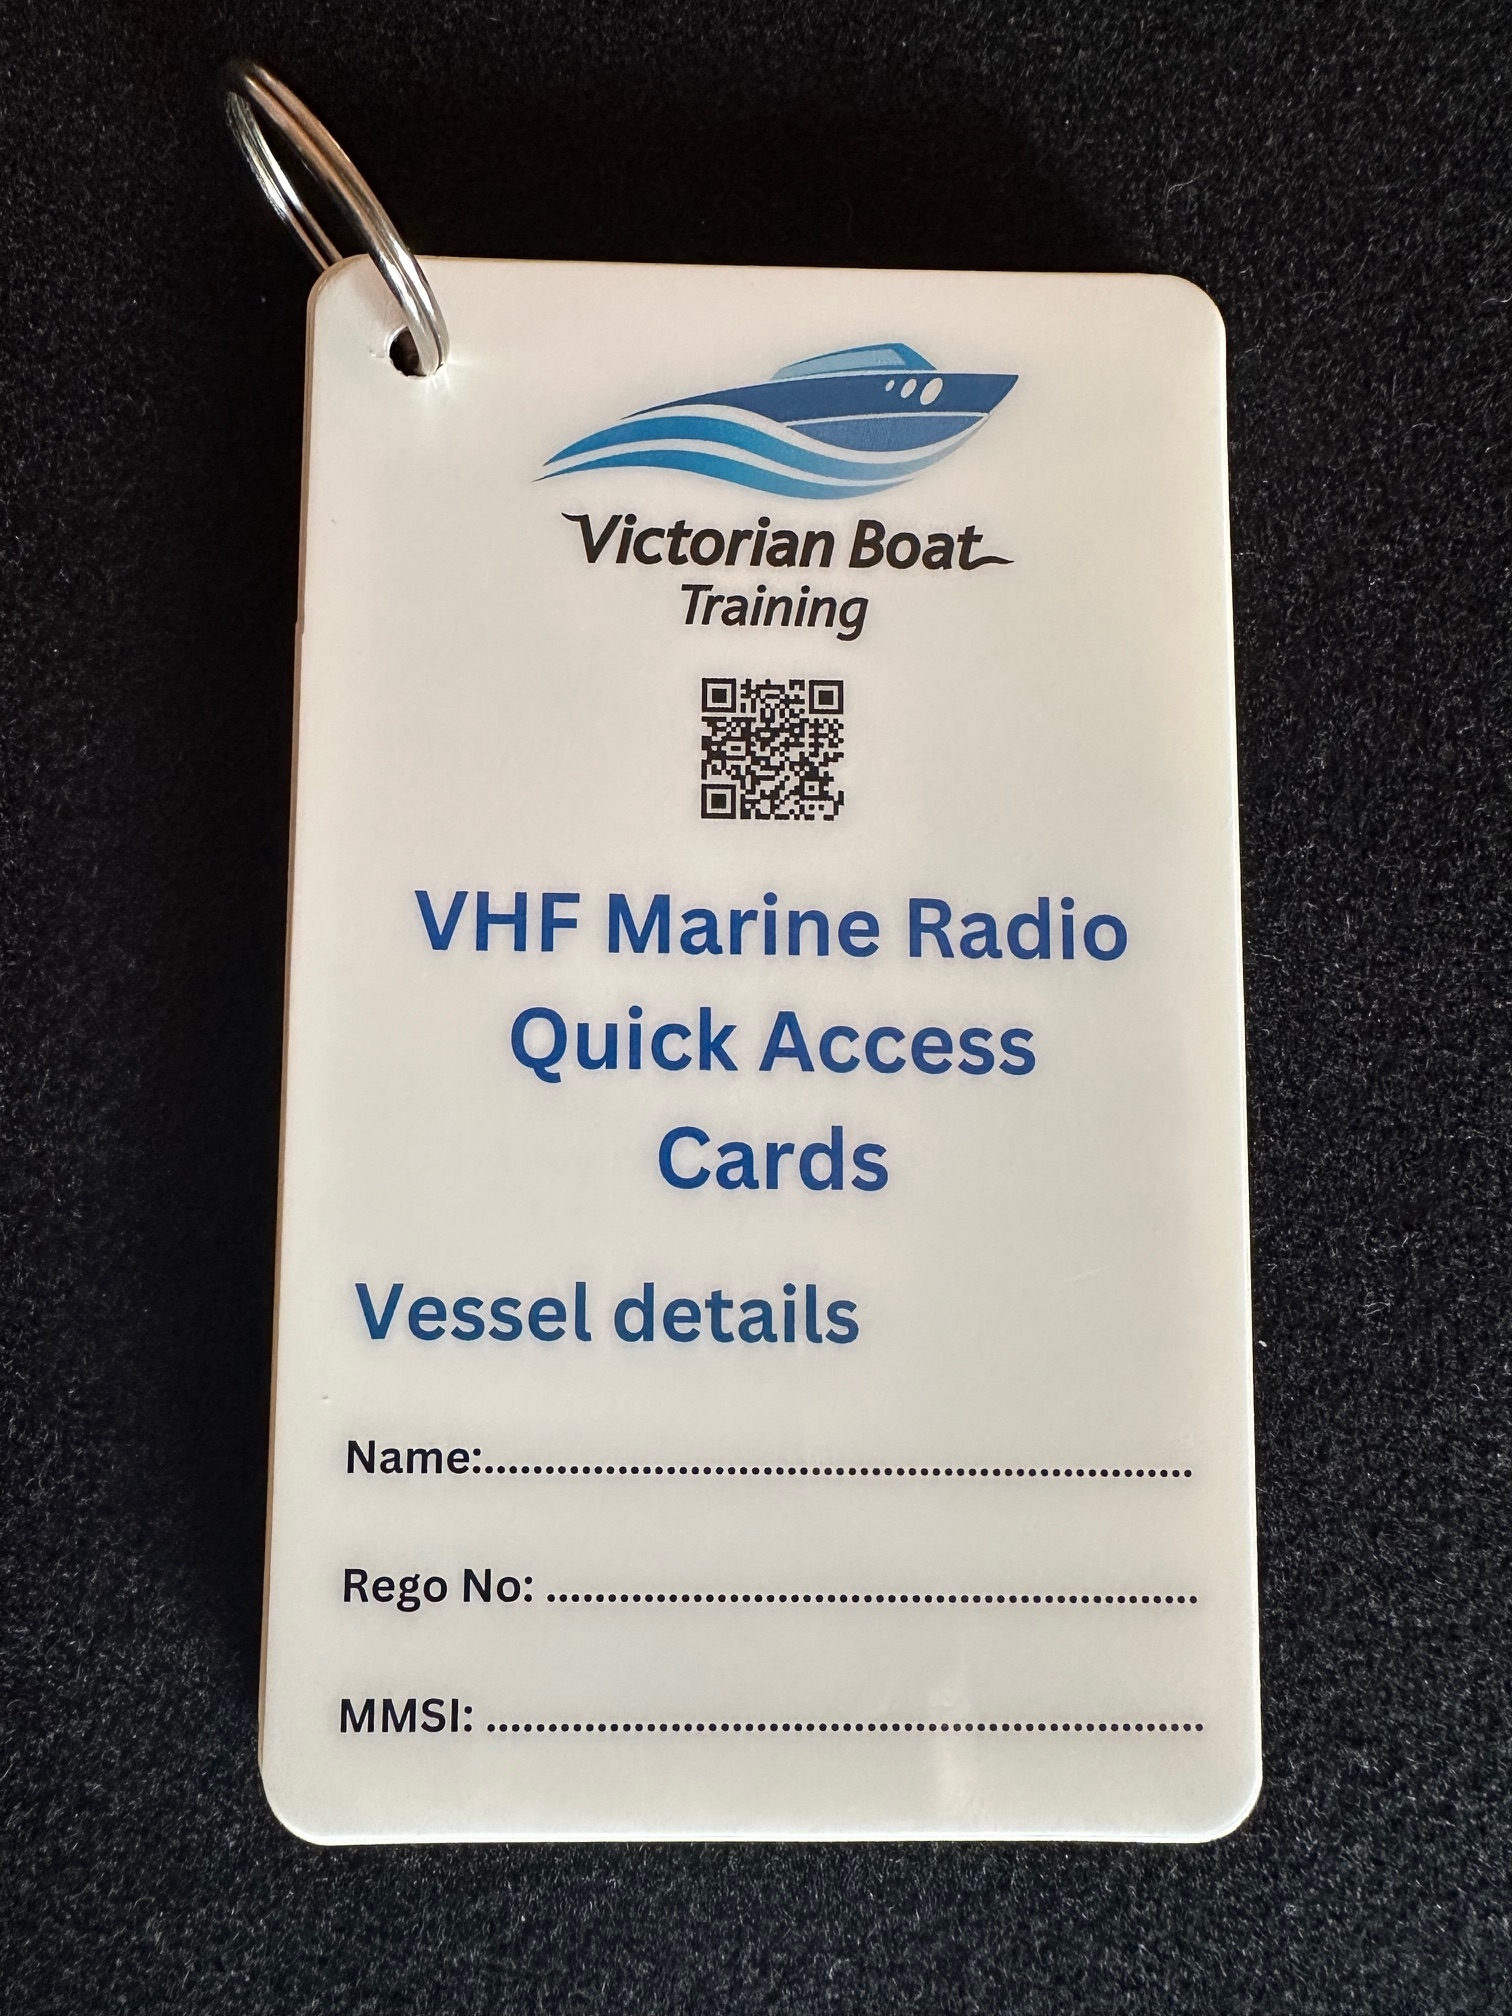 Victorian Boat
Training
VHF Marine Radio
Quick Access
Cards
Vessel details
Name:......................................................................
Rego No: .................................................................
MMSI: ........................................................................